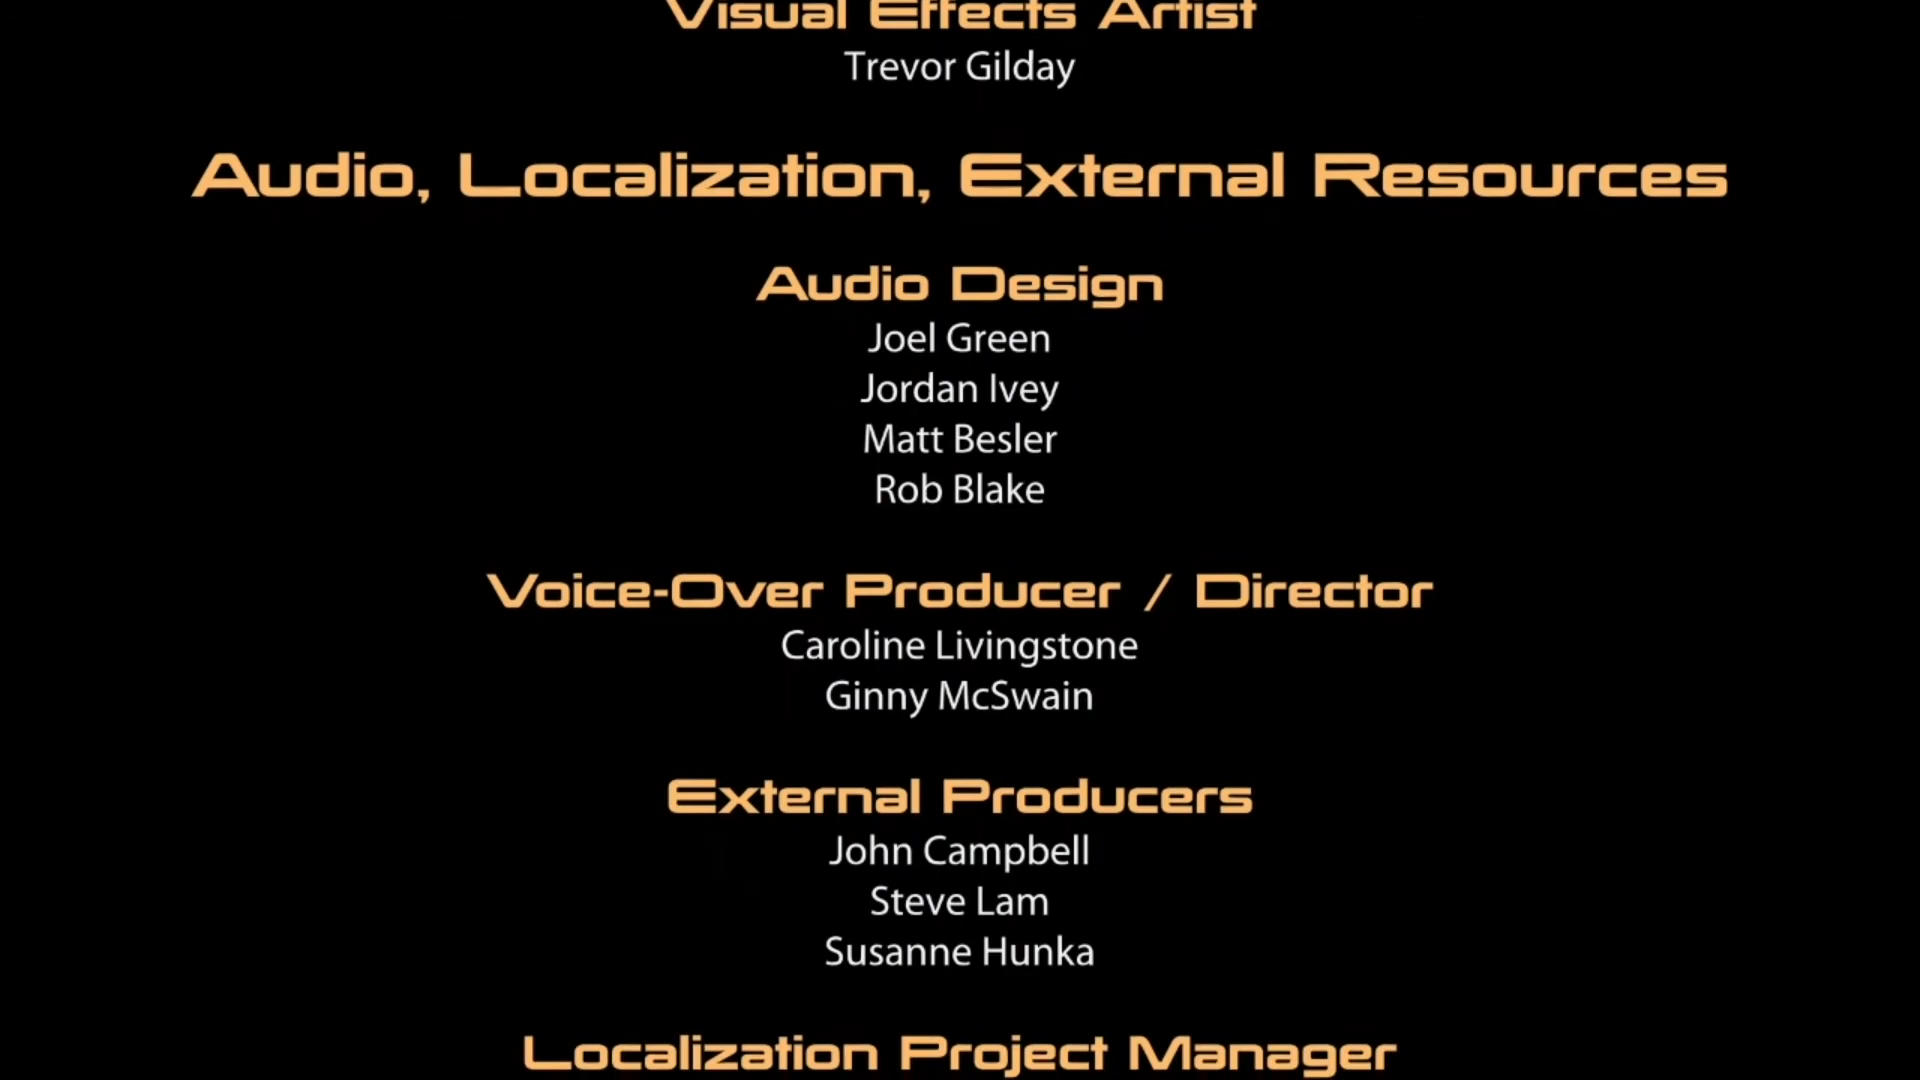 Visual Effects Artist
Trevor Gilday
Audio, Localization, External Resources
Audio Design
Joel Green
Jordan Ivey
Matt Besler
Rob Blake
Voice-Over Producer / Director
Caroline Livingstone
Ginny McSwain
External Producers
John Campbell
Steve Lam
Susanne Hunka
Localization Project Manager